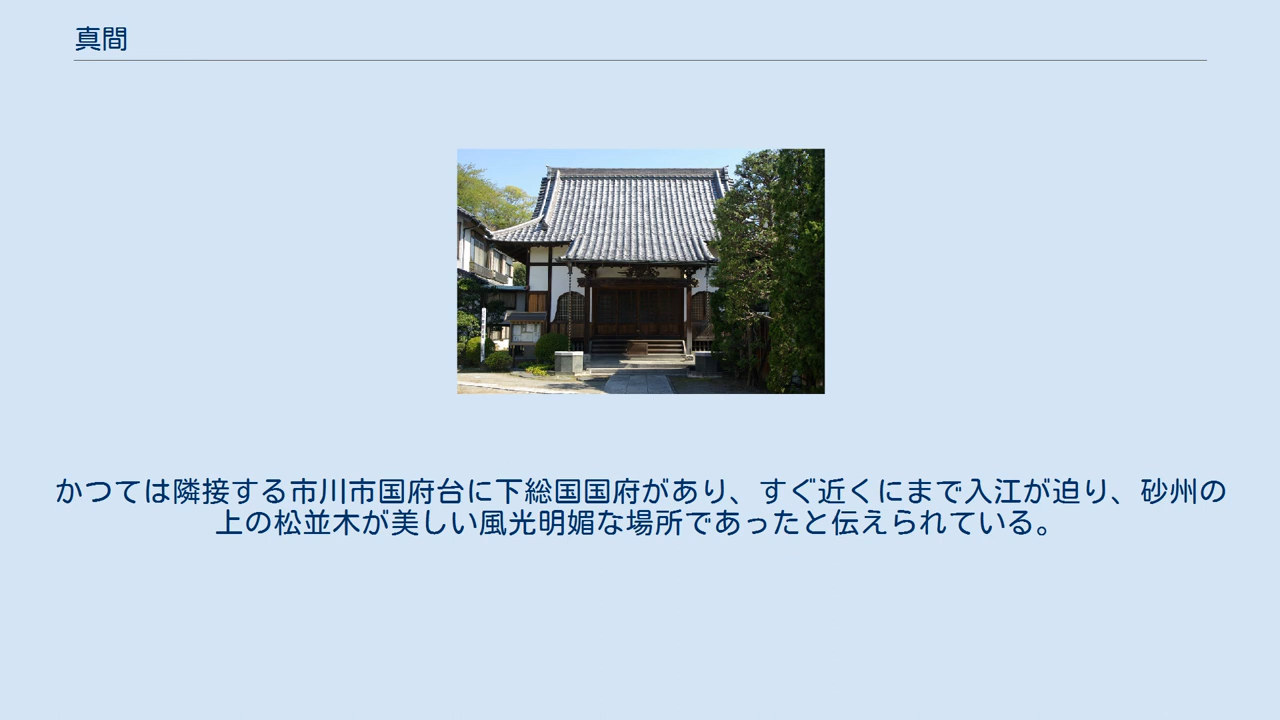 真間
かつては隣接する市川市国府台に下総国国府があり、すぐ近くにまで入江が迫り、砂州の
上の松並木が美しい風光明媚な場所であったと伝えられている。